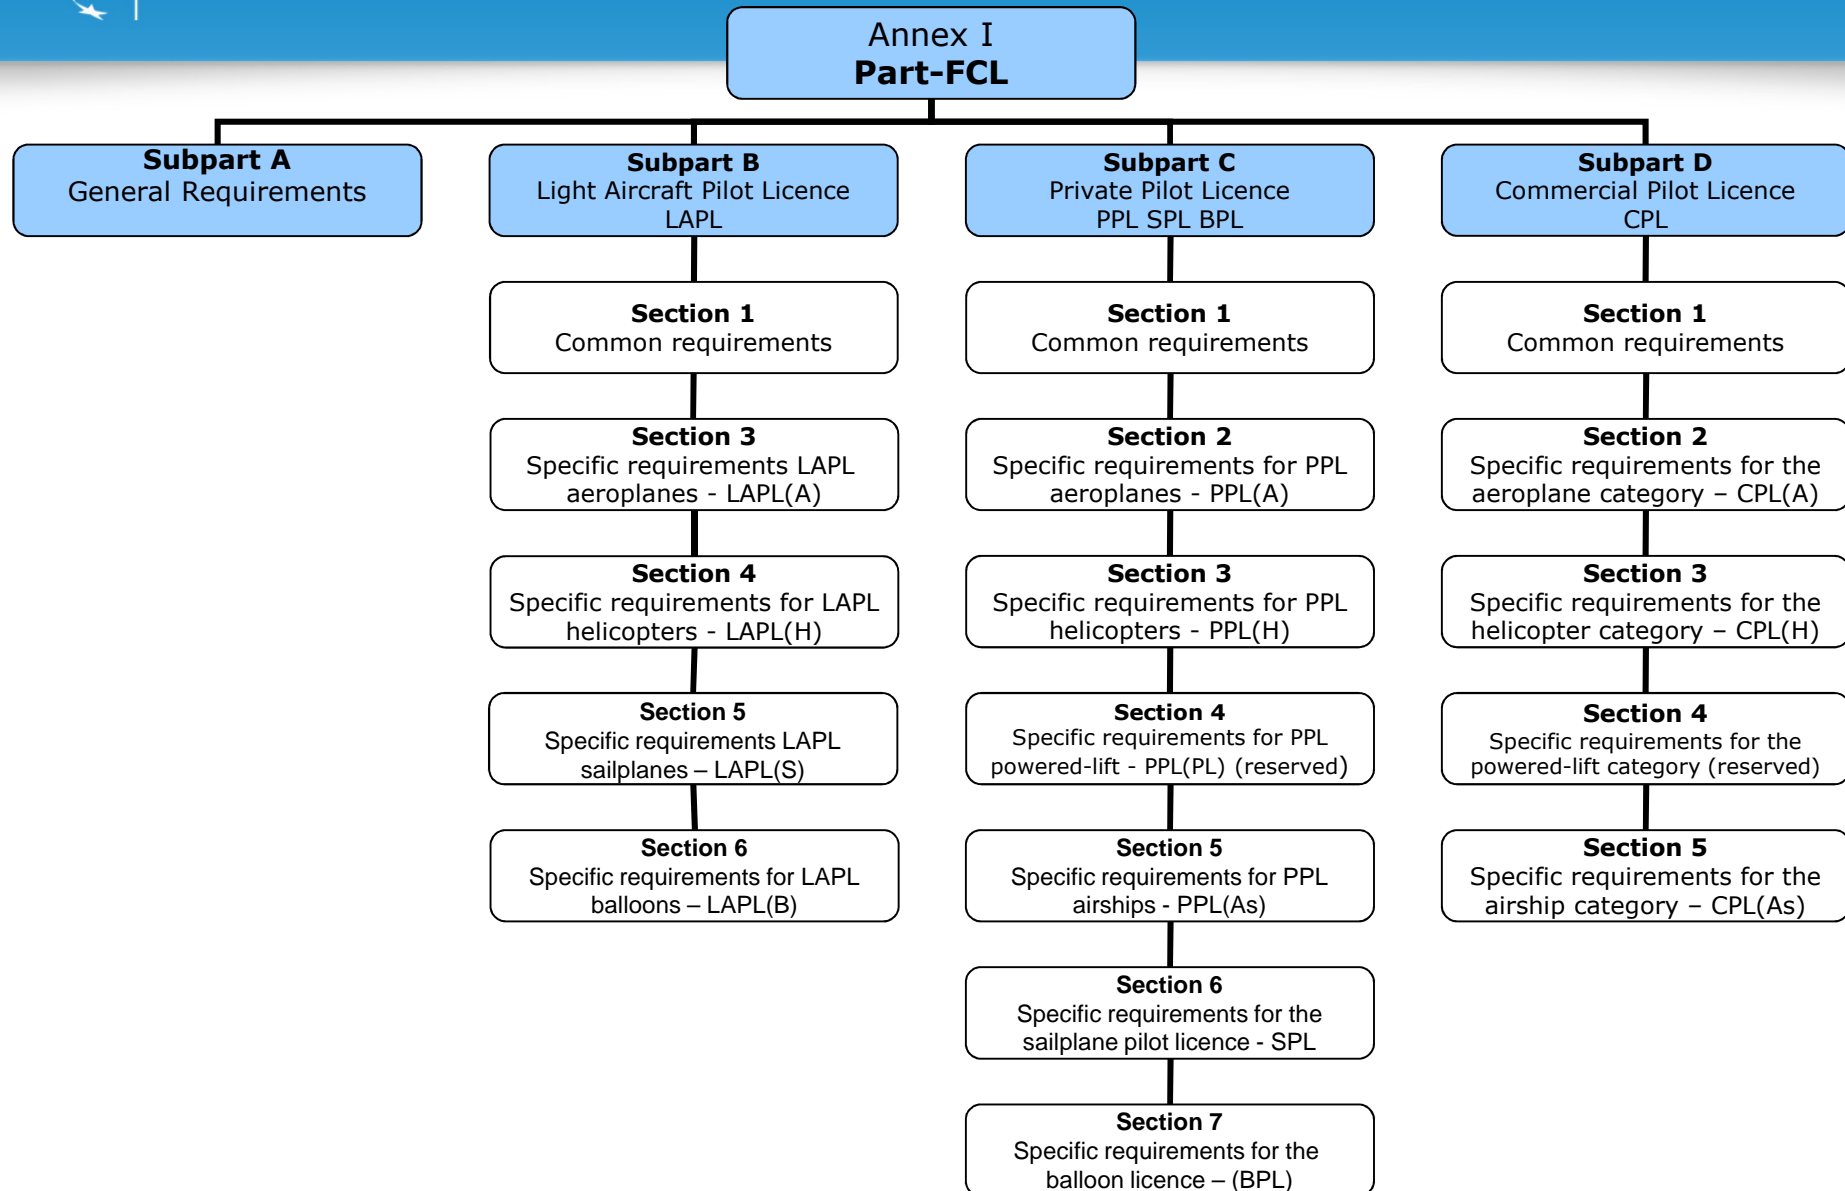 Annex I
Part-FCL
Subpart A
General Requirements
Subpart B
Light Aircraft Pilot Licence
LAPL
Section 1
Common requirements
Section 3
Specific requirements LAPL
aeroplanes - LAPL(A)
Section 4
Specific requirements for LAPL
helicopters - LAPL(H)
Section 5
Specific requirements LAPL
sailplanes – LAPL(S)
Section 6
Specific requirements for LAPL
balloons – LAPL(B)
Subpart C
Private Pilot Licence
PPL SPL BPL
Section 1
Common requirements
Section 2
Specific requirements for PPL
aeroplanes - PPL(A)
Section 3
Specific requirements for PPL
helicopters - PPL(H)
Section 4
Specific requirements for PPL
powered-lift - PPL(PL) (reserved)
Section 5
Specific requirements for PPL
airships - PPL(As)
Section 6
Specific requirements for the
sailplane pilot licence - SPL
Section 7
Specific requirements for the
balloon licence – (BPL)
Subpart D
Commercial Pilot Licence
CPL
Section 1
Common requirements
Section 2
Specific requirements for the
aeroplane category – CPL(A)
Section 3
Specific requirements for the
helicopter category – CPL(H)
Section 4
Specific requirements for the
powered-lift category (reserved)
Section 5
Specific requirements for the
airship category – CPL(As)